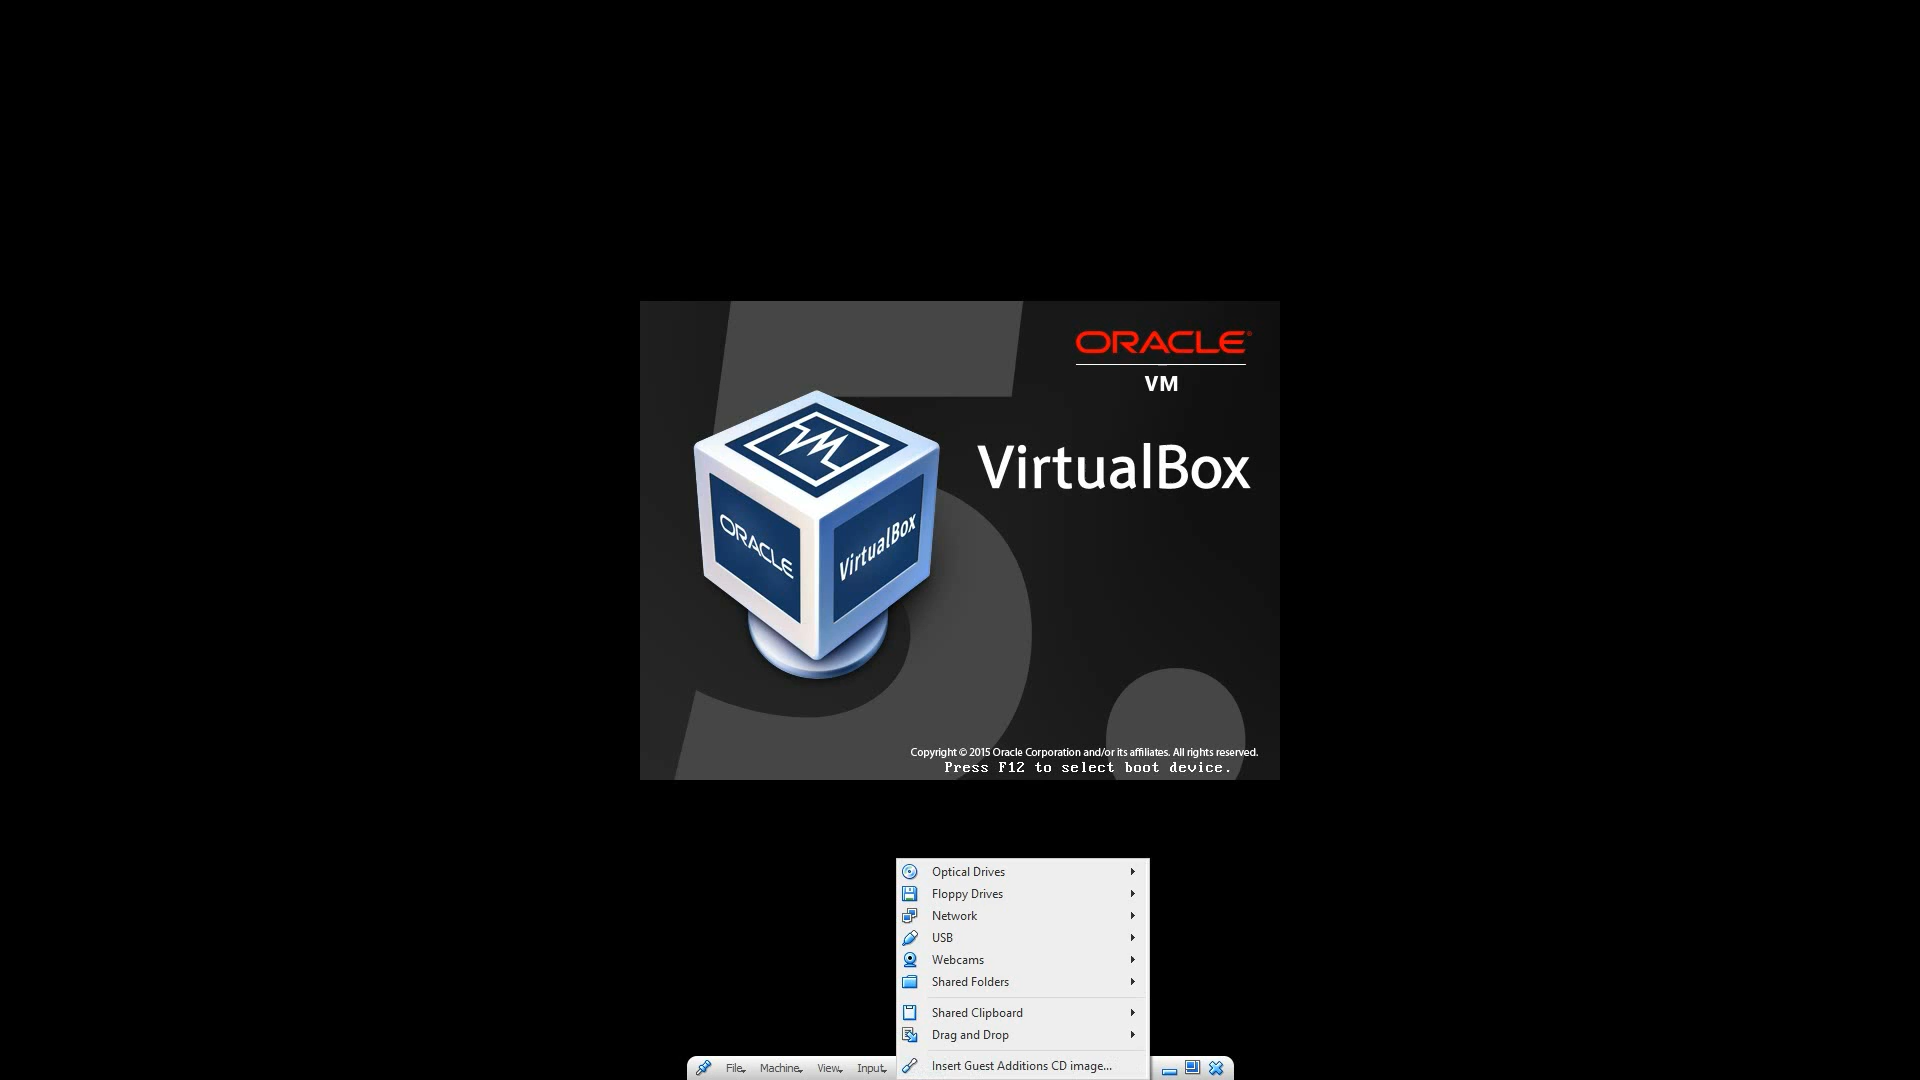 ORACLE®
VM
VirtualBox
ORACLE
VirtualBox
Copyright © 2015 Oracle Corporation and/or its affiliates. All rights reserved.
Press F12 to select boot device.
Optical Drives
Floppy Drives
Network
USB
Webcams
Shared Folders
Shared Clipboard
Drag and Drop
Insert Guest Additions CD image...
File
Machine
View
Input